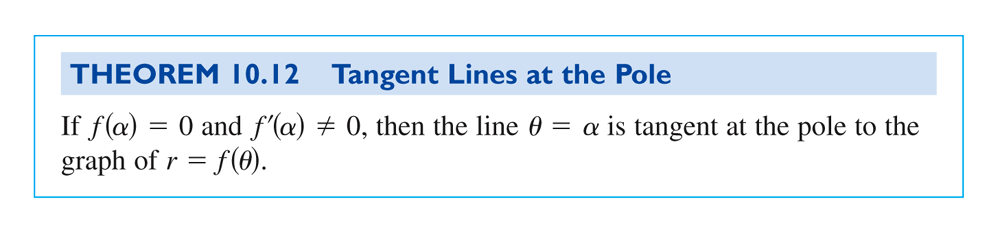 THEOREM 10.12 Tangent Lines at the Pole
If f(α) = 0 and f′(α) ≠ 0, then the line θ = α is tangent at the pole to the
graph of r = f(θ).